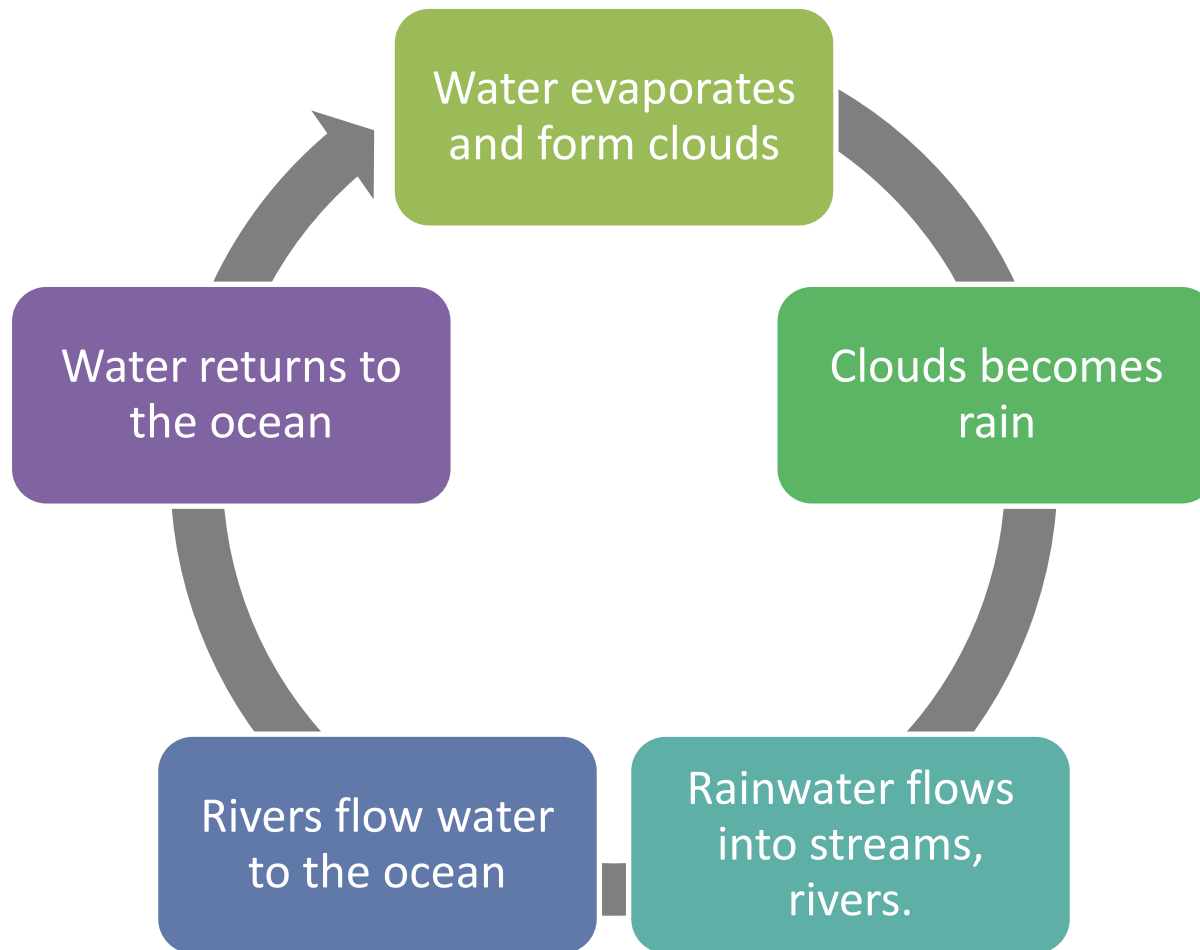 Water evaporates
and form clouds
Clouds becomes
rain
Rainwater flows
into streams,
rivers.
Rivers flow water
to the ocean
Water returns to
the ocean